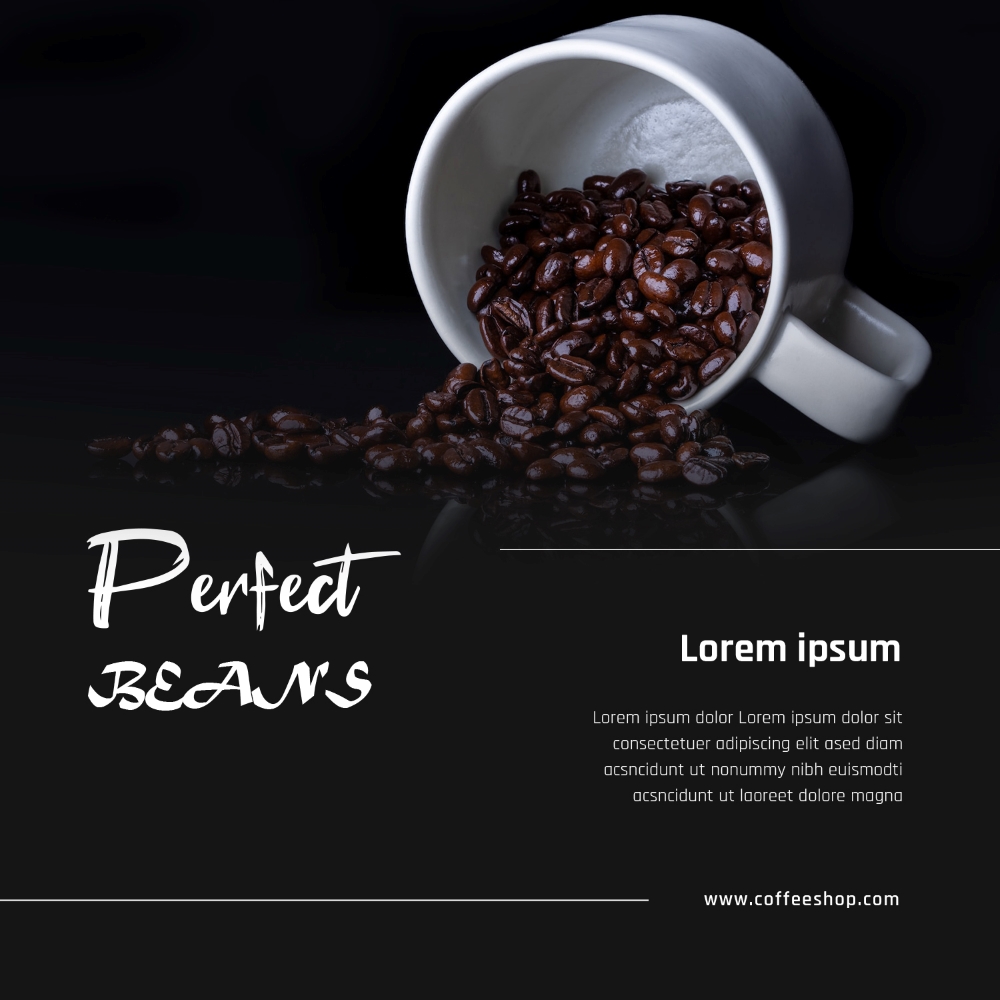 Perfect
BEANS
Lorem ipsum
Lorem ipsum dolor Lorem ipsum dolor sit
consectetuer adipiscing elit ased diam
acsncidunt ut nonummy nibh euismodti
acsncidunt ut laoreet dolore magna
www.coffeeshop.com